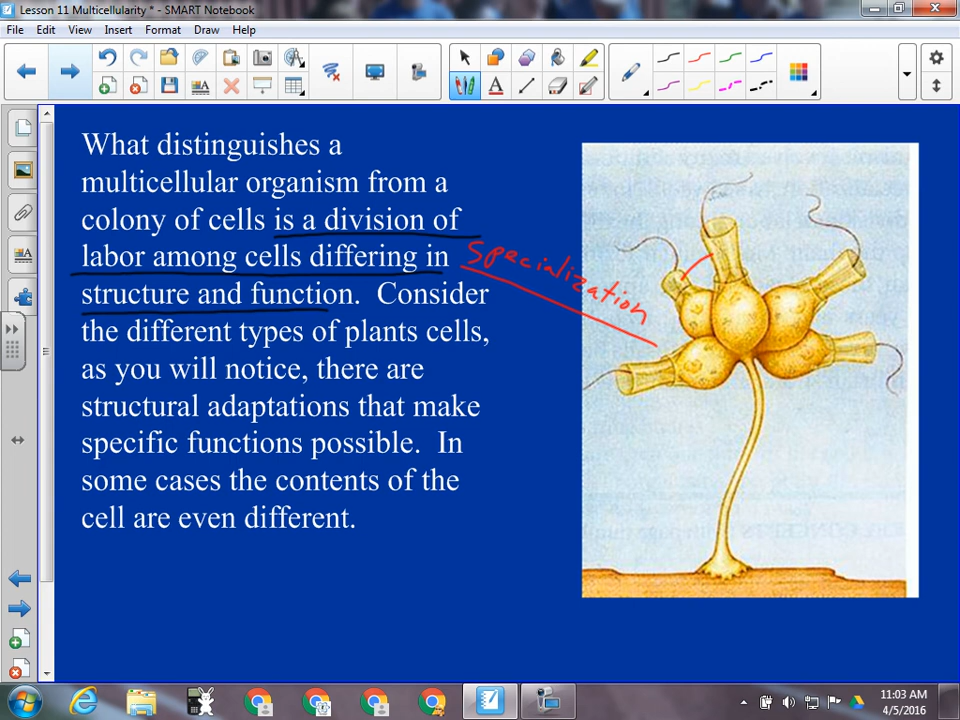 Lesson 11 Multicellularity * - SMART Notebook
File Edit View Insert Format Draw Help
What distinguishes a
multicellular organism from a
colony of cells is a division of
labor among cells differing in
structure and function. Consider
the different types of plants cells,
as you will notice, there are
structural adaptations that make
specific functions possible. In
some cases the contents of the
cell are even different.
Specialization
11:03 AM
4/5/2016